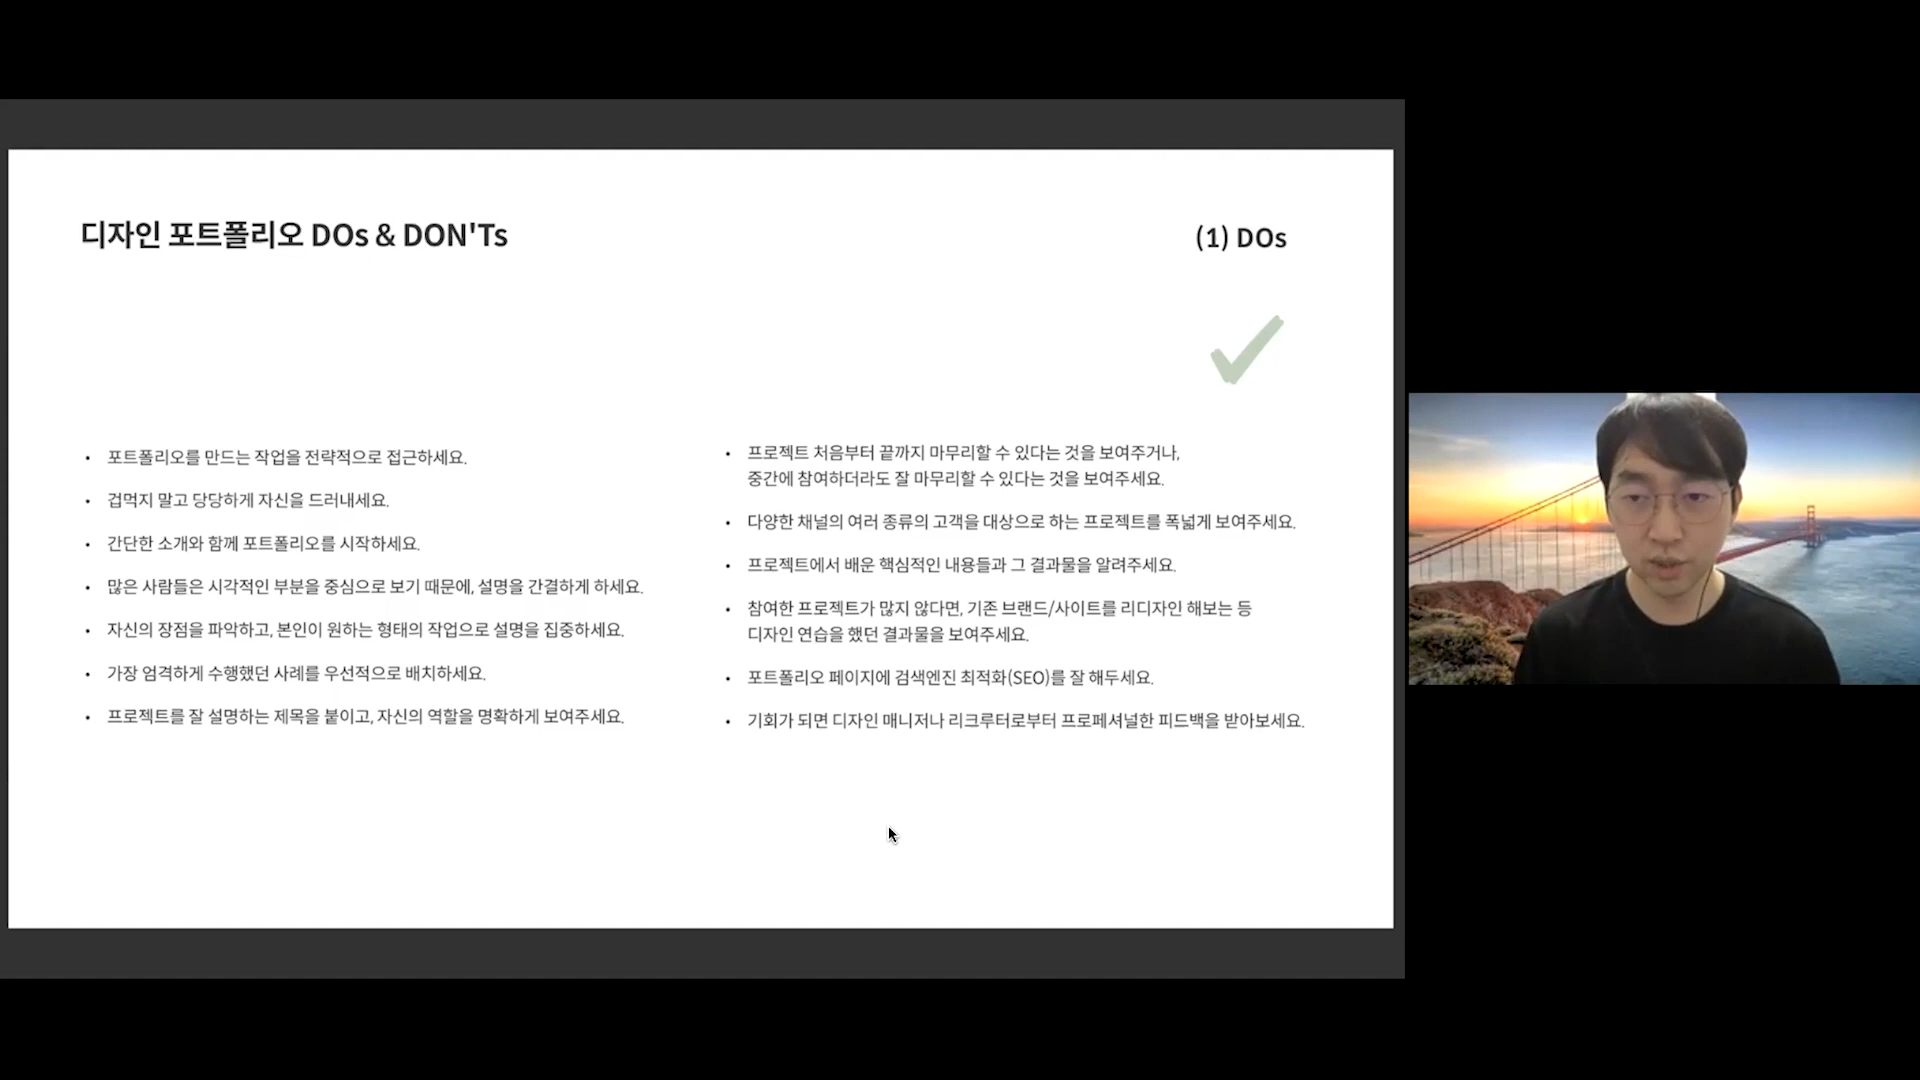 디자인 포트폴리오 DOs & DON'Ts
(1) DOs
• 포트폴리오를 만드는 작업을 전략적으로 접근하세요.
• 겁먹지 말고 당당하게 자신을 드러내세요.
• 간단한 소개와 함께 포트폴리오를 시작하세요.
• 많은 사람들은 시각적인 부분을 중심으로 보기 때문에, 설명을 간결하게 하세요.
• 자신의 장점을 파악하고, 본인이 원하는 형태의 작업으로 설명을 집중하세요.
• 가장 엄격하게 수행했던 사례를 우선적으로 배치하세요.
• 프로젝트를 잘 설명하는 제목을 붙이고, 자신의 역할을 명확하게 보여주세요.
• 프로젝트 처음부터 끝까지 마무리할 수 있다는 것을 보여주거나,
중간에 참여하더라도 잘 마무리할 수 있다는 것을 보여주세요.
• 다양한 채널의 여러 종류의 고객을 대상으로 하는 프로젝트를 폭넓게 보여주세요.
• 프로젝트에서 배운 핵심적인 내용들과 그 결과물을 알려주세요.
• 참여한 프로젝트가 많지 않다면, 기존 브랜드/사이트를 리디자인 해보는 등
디자인 연습을 했던 결과물을 보여주세요.
• 포트폴리오 페이지에 검색엔진 최적화(SEO)를 잘 해두세요.
• 기회가 되면 디자인 매니저나 리크루터로부터 프로페셔널한 피드백을 받아보세요.